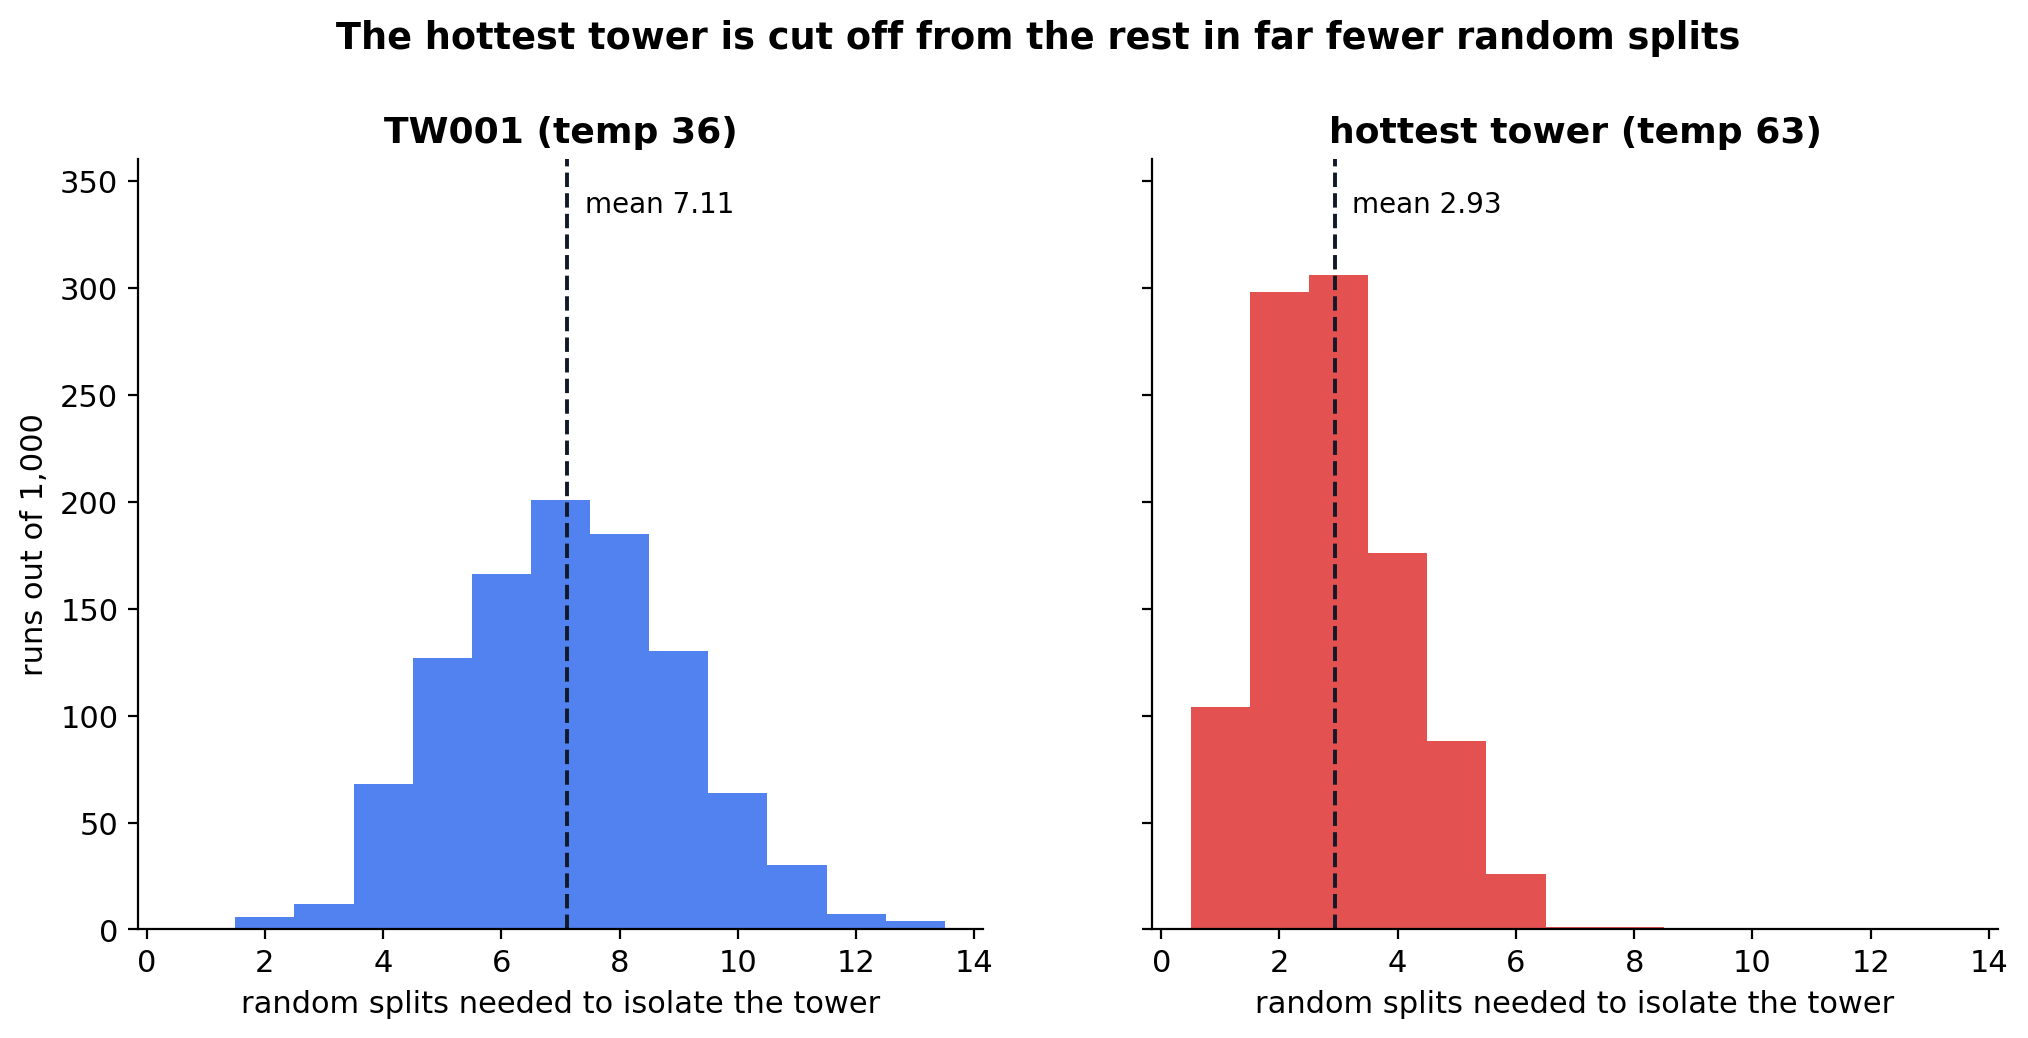 The hottest tower is cut off from the rest in far fewer random splits
TW001 (temp 36)
mean 7.11
350
300
250
200
150
100
50
0
runs out of 1,000
0 2 4 6 8 10 12 14
random splits needed to isolate the tower
hottest tower (temp 63)
mean 2.93
0 2 4 6 8 10 12 14
random splits needed to isolate the tower